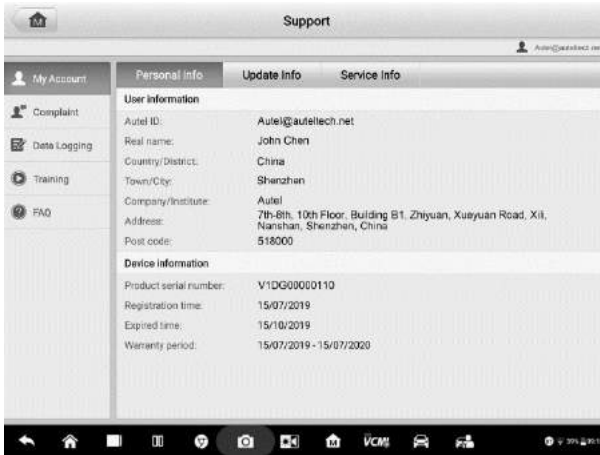 Support
My Account
Complaint
Data Logging
Training
FAQ
Personal Info
Update Info
Service Info
User information
Autel ID:
Autel@auteltech.net
Real name:
John Chen
Country/District:
China
Town/City:
Shenzhen
Company/Institute:
Autel
Address:
7th-8th, 10th Floor, Building B1, Zhiyuan, Xueyuan Road, Xili,
Nanshan, Shenzhen, China
Post code:
518000
Device information
Product serial number:
V1DG00000110
Registration time:
15/07/2019
Expired time:
15/10/2019
Warranty period:
15/07/2019 - 15/07/2020
M
M
VCMI
39%